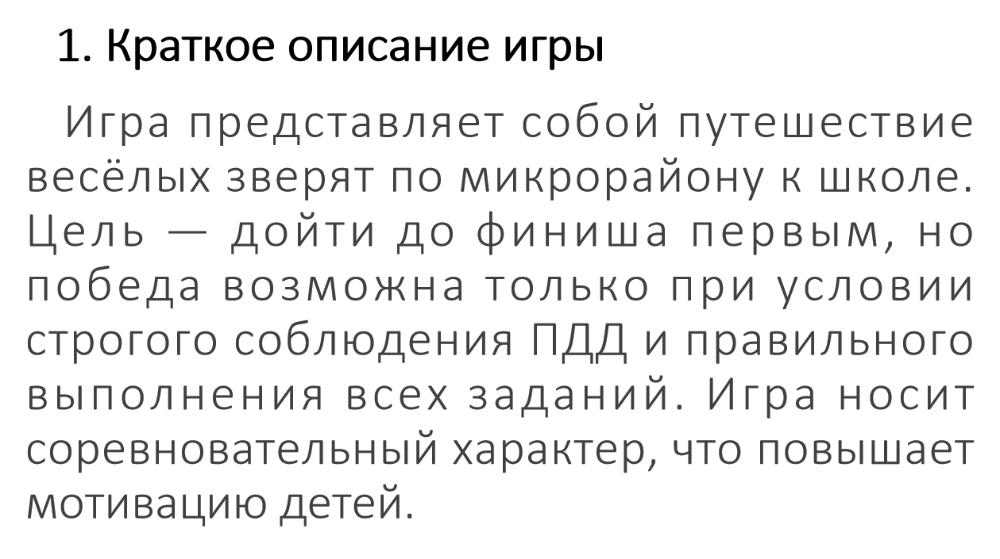 1. Краткое описание игры
Игра представляет собой путешествие
весёлых зверят по микрорайону к школе.
Цель — дойти до финиша первым, но
победа возможна только при условии
строгого соблюдения ПДД и правильного
выполнения всех заданий. Игра носит
соревновательный характер, что повышает
мотивацию детей.